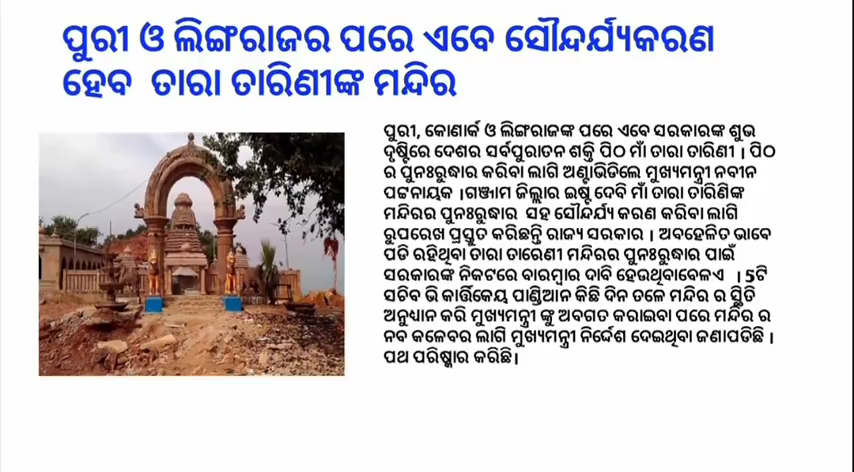 ପୁରୀ ଓ ଲିଙ୍ଗରାଜର ପରେ ଏବେ ସୌନ୍ଦର୍ଯ୍ୟକରଣ
ହେବ ତାରା ତାରିଣୀଙ୍କ ମନ୍ଦିର
ପୁରୀ, କୋଣାର୍କ ଓ ଲିଙ୍ଗରାଜଙ୍କ ପରେ ଏବେ ସରକାରଙ୍କ ଶୁଭ
ଦୃଷ୍ଟିରେ ଦେଶର ସର୍ବପୁରାତନ ଶକ୍ତି ପିଠ ମାଁ ତାରା ତାରିଣୀ । ପିଠ
ର ପୁନଃରୁଦ୍ଧାର କରିବା ଲାଗି ଅଣ୍ଟାଭିଡିଲେ ମୁଖ୍ୟମନ୍ତ୍ରୀ ନବୀନ
ପଟ୍ଟନାୟକ ।ଗଞ୍ଜାମ ଜିଲ୍ଲାର ଇଷ୍ଟ ଦେବି ମାଁ ତାରା ତାରିଣିଙ୍କ
ମନ୍ଦିରର ପୁନଃରୁଦ୍ଧାର ସହ ସୌନ୍ଦର୍ଯ୍ୟ କରଣ କରିବା ଲାଗି
ରୁପରେଖ ପ୍ରସ୍ତୁତ କରିଛନ୍ତି ରାଜ୍ୟ ସରକାର । ଅବହେଳିତ ଭାବେ
ପଡି ରହିଥିବା ତାରା ତାରେଣୀ ମନ୍ଦିରର ପୁନଃରୁଦ୍ଧାର ପାଇଁ
ସରକାରଙ୍କ ନିକଟରେ ବାରମ୍ବାର ଦାବି ହେଉଥିବାବେଳଏ । 5ଟି
ସଚିବ ଭି କାର୍ତ୍ତିକେୟ ପାଣ୍ଡିଆନ କିଛି ଦିନ ତଳେ ମନ୍ଦିର ର ସ୍ଥିତି
ଅନୁଧ୍ୟାନ କରି ମୁଖ୍ୟମନ୍ତ୍ରୀ ଙ୍କୁ ଅବଗତ କରାଇବା ପରେ ମନ୍ଦିର ର
ନବ କଳେବର ଲାଗି ମୁଖ୍ୟମନ୍ତ୍ରୀ ନିର୍ଦ୍ଦେଶ ଦେଇଥିବା ଜଣାପଡିଛି ।
ପଥ ପରିଷ୍କାର କରିଛି।